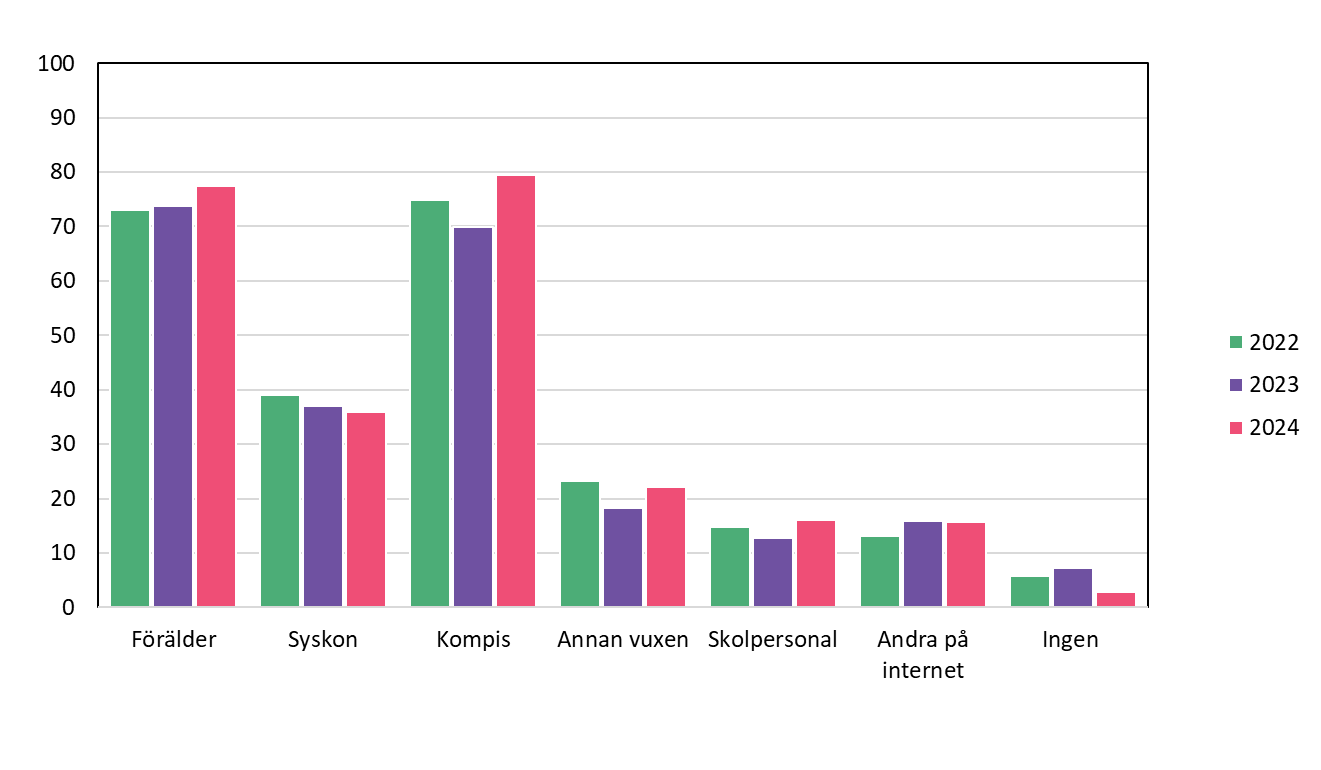 100
90
80
70
60
50
40
30
20
10
0
Förälder
Syskon
Kompis
Annan vuxen
Skolpersonal
Andra på
internet
Ingen
2022
2023
2024